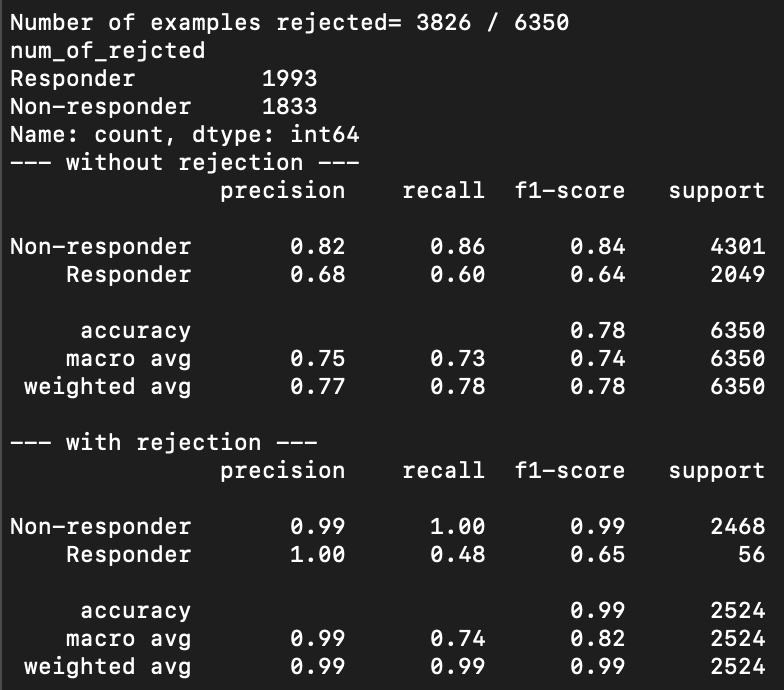 Number of examples rejected= 3826 / 6350
num_of_rejcted
Responder 1993
Non-responder 1833
Name: count, dtype: int64
--- without rejection ---
precision recall f1-score support
Non-responder 0.82 0.86 0.84 4301
Responder 0.68 0.60 0.64 2049
accuracy 0.78 6350
macro avg 0.75 0.73 0.74 6350
weighted avg 0.77 0.78 0.78 6350
--- with rejection ---
precision recall f1-score support
Non-responder 0.99 1.00 0.99 2468
Responder 1.00 0.48 0.65 56
accuracy 0.99 2524
macro avg 0.99 0.74 0.82 2524
weighted avg 0.99 0.99 0.99 2524